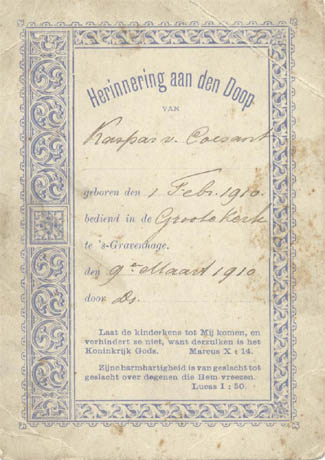 Herinnering aan den Doop
VAN
Kaspar v. Coesant
geboren den 1 Febr. 1910.
bediend in de Groote Kerk
te 's-Gravenhage.
den 9en Maart 1910
door Ds.
Laat de kinderkens tot Mij komen, en
verhindert ze niet, want derzulken is het
Koninkrijk Gods. Marcus X : 14.
Zijne barmhartigheid is van geslacht tot
geslacht over degenen die Hem vreezen.
Lucas I : 50.